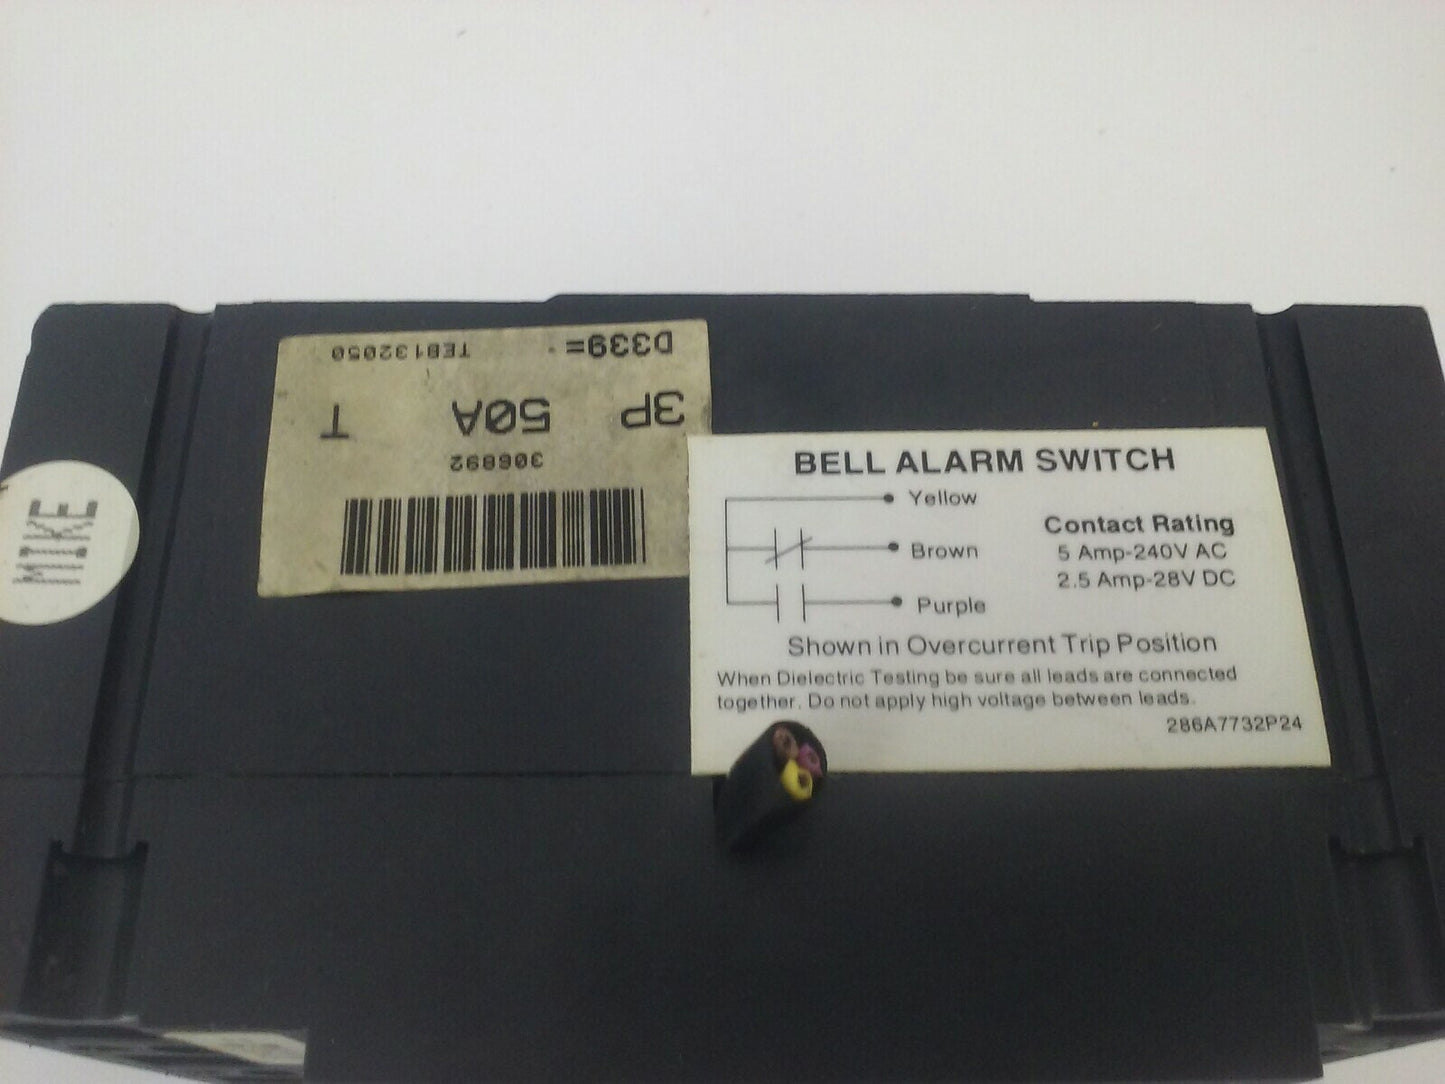 D339= TEB132050
3P 50A T
306892
BELL ALARM SWITCH
Yellow
Brown
Purple
Contact Rating
5 Amp-240V AC
2.5 Amp-28V DC
Shown in Overcurrent Trip Position
When Dielectric Testing be sure all leads are connected
together. Do not apply high voltage between leads.
286A7732P24